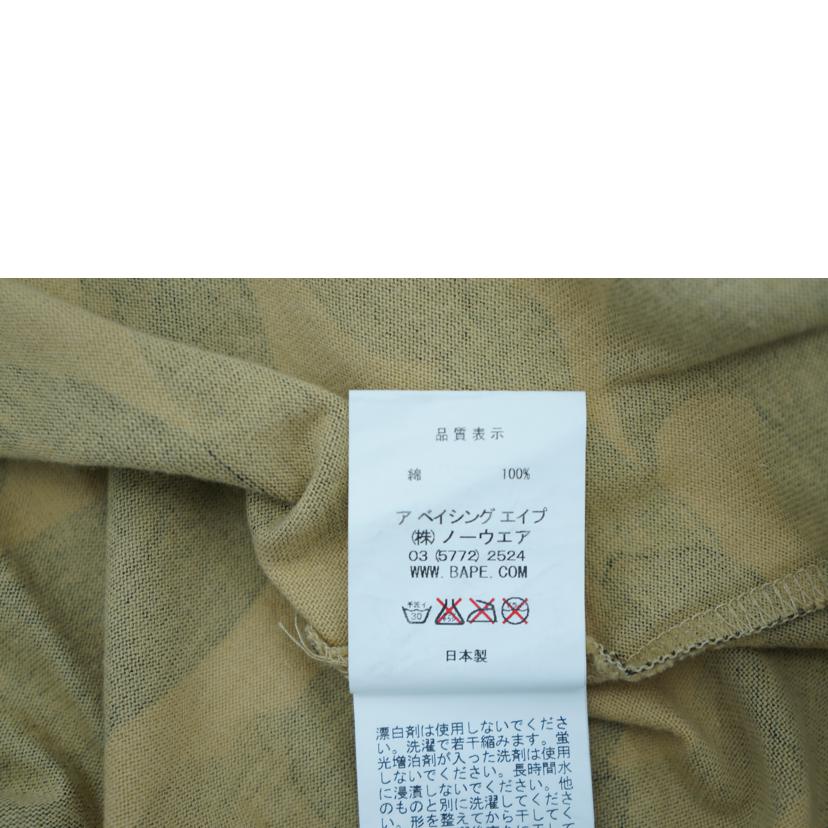 品質表示
綿 100%
ア ベイシング エイプ
(株) ノーウエア
03 (5772) 2524
WWW. BAPE. COM
手洗イ
30
日本製
漂白剤は使用しないでくださ
い。洗濯で若干縮みます。蛍
光増泊剤が入った洗剤は使用
しないでください。長時間水
に浸漬しないでください。他
のものと別に洗濯してくださ
い。形を整えてから干してく